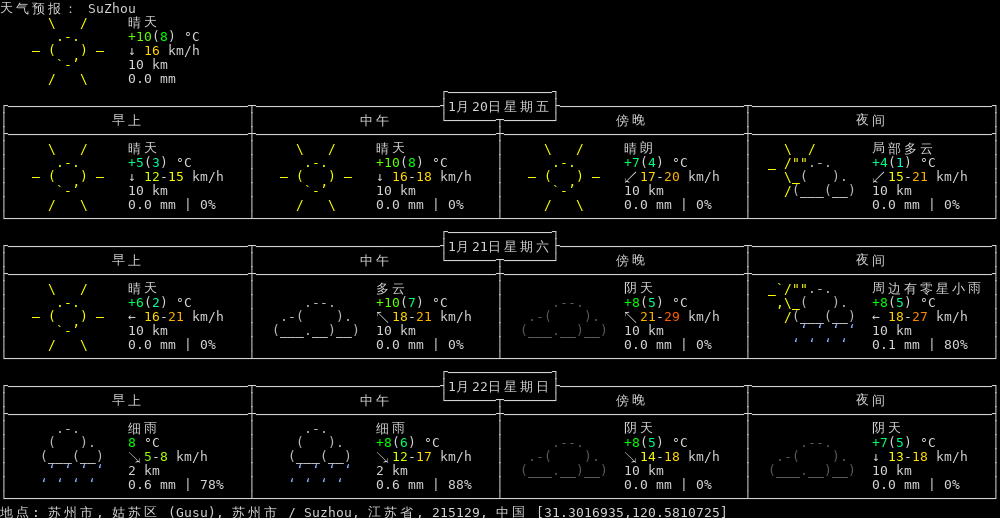 天气预报: SuZhou
晴天
+10(8) °C
↓ 16 km/h
10 km
0.0 mm
1月20日星期五
早上 中午 傍晚 夜间
晴天 晴天 晴朗 局部多云
+5(3) °C +10(8) °C +7(4) °C +4(1) °C
↓ 12-15 km/h ↓ 16-18 km/h ↙ 17-20 km/h ↙ 15-21 km/h
10 km 10 km 10 km 10 km
0.0 mm | 0% 0.0 mm | 0% 0.0 mm | 0% 0.0 mm | 0%
1月21日星期六
早上 中午 傍晚 夜间
晴天 多云 阴天 周边有零星小雨
+6(2) °C +10(7) °C +8(5) °C +8(5) °C
← 16-21 km/h ↖ 18-21 km/h ↖ 21-29 km/h ← 18-27 km/h
10 km 10 km 10 km 10 km
0.0 mm | 0% 0.0 mm | 0% 0.0 mm | 0% 0.1 mm | 80%
1月22日星期日
早上 中午 傍晚 夜间
细雨 细雨 阴天 阴天
8 °C +8(6) °C +8(5) °C +7(5) °C
↘ 5-8 km/h ↘ 12-17 km/h ↘ 14-18 km/h ↓ 13-18 km/h
2 km 2 km 10 km 10 km
0.6 mm | 78% 0.6 mm | 88% 0.0 mm | 0% 0.0 mm | 0%
地点: 苏州市, 姑苏区 (Gusu), 苏州市 / Suzhou, 江苏省, 215129, 中国 [31.3016935,120.5810725]